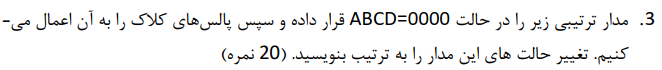 3. مدار ترتیبی زیر را در حالت ABCD=0000 قرار داده و سپس پالس‌های کلاک را به آن اعمال می-
کنیم. تغییر حالت های این مدار را به ترتیب بنویسید. (20 نمره)